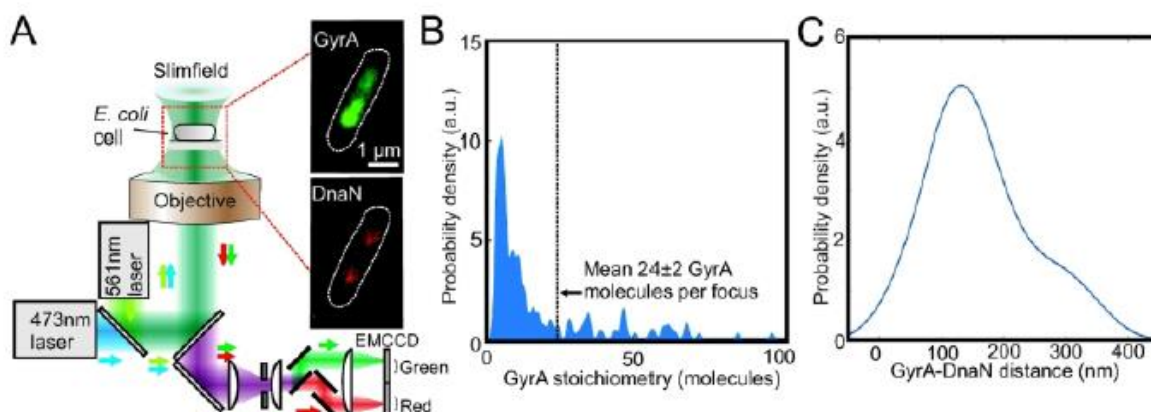 A
Slimfield
E. coli
cell
Objective
561nm
laser
473nm
laser
GyrA
1 µm
DnaN
EMCCD
Green
Red
B
Probability density (a.u.)
15
10
5
0
Mean 24±2 GyrA
molecules per focus
0
50
100
GyrA stoichiometry (molecules)
C
Probability density (a.u.)
6
4
2
0
0
100
200
300
400
GyrA-DnaN distance (nm)